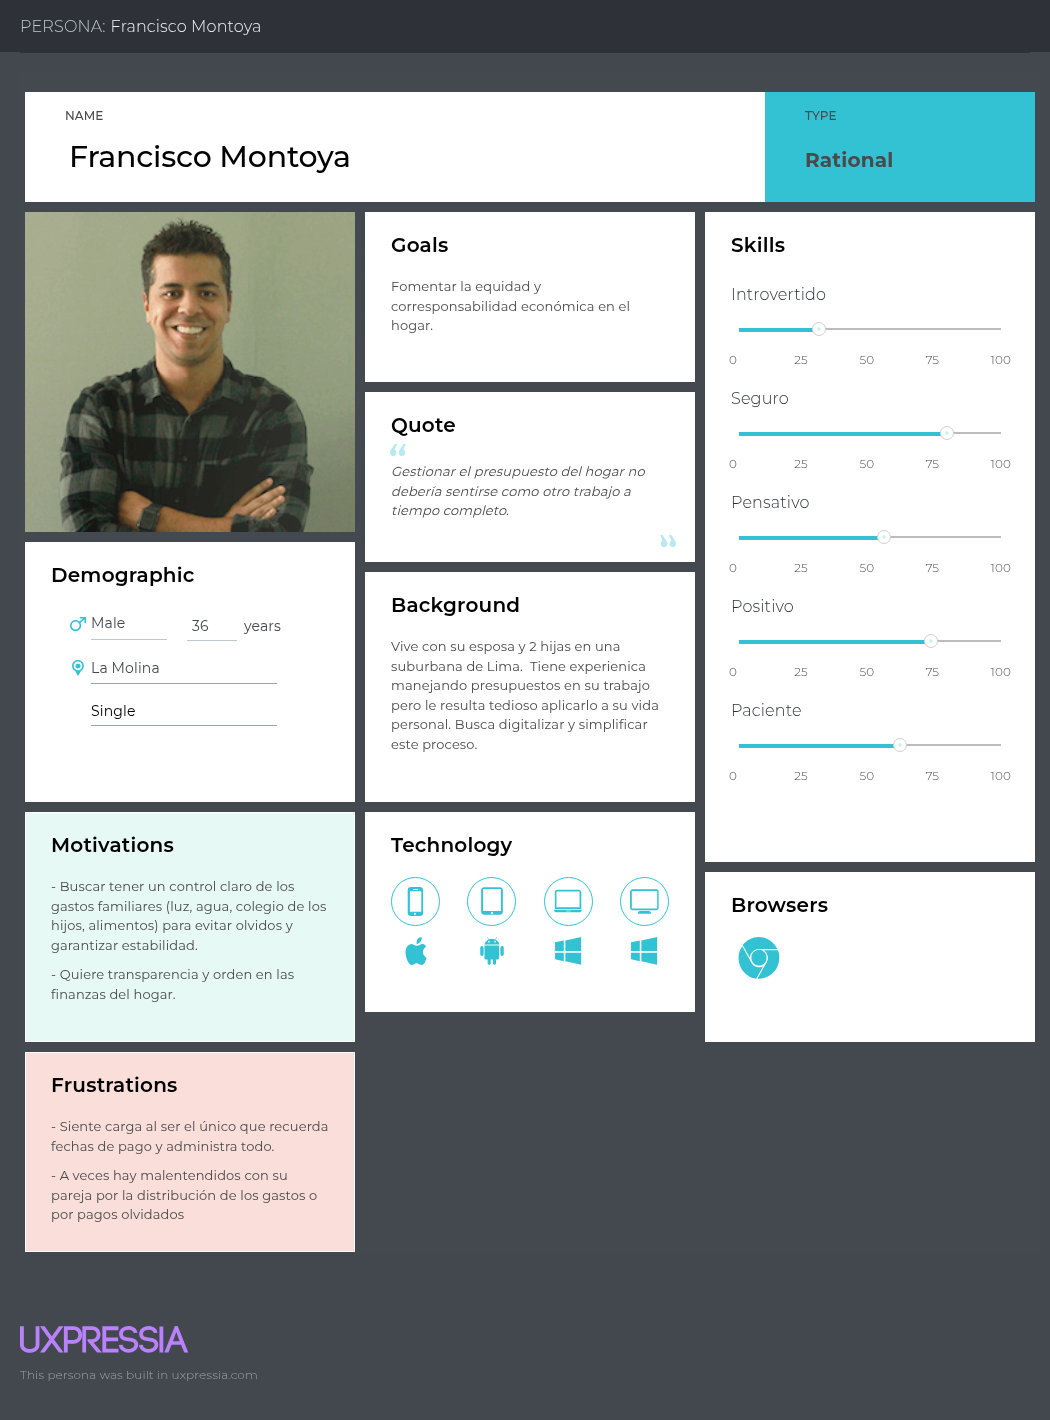 PERSONA: Francisco Montoya
NAME
Francisco Montoya
TYPE
Rational
Demographic
Male
36 years
La Molina
Single
Motivations
- Buscar tener un control claro de los
gastos familiares (luz, agua, colegio de los
hijos, alimentos) para evitar olvidos y
garantizar estabilidad.
- Quiere transparencia y orden en las
finanzas del hogar.
Frustrations
- Siente carga al ser el único que recuerda
fechas de pago y administra todo.
- A veces hay malentendidos con su
pareja por la distribución de los gastos o
por pagos olvidados
Goals
Fomentar la equidad y
corresponsabilidad económica en el
hogar.
Quote
“
Gestionar el presupuesto del hogar no
debería sentirse como otro trabajo a
tiempo completo.
”
Background
Vive con su esposa y 2 hijas en una
suburbana de Lima.  Tiene experienica
manejando presupuestos en su trabajo
pero le resulta tedioso aplicarlo a su vida
personal. Busca digitalizar y simplificar
este proceso.
Technology
Skills
Introvertido
0 25 50 75 100
Seguro
0 25 50 75 100
Pensativo
0 25 50 75 100
Positivo
0 25 50 75 100
Paciente
0 25 50 75 100
Browsers
UXPRESSIA
This persona was built in uxpressia.com